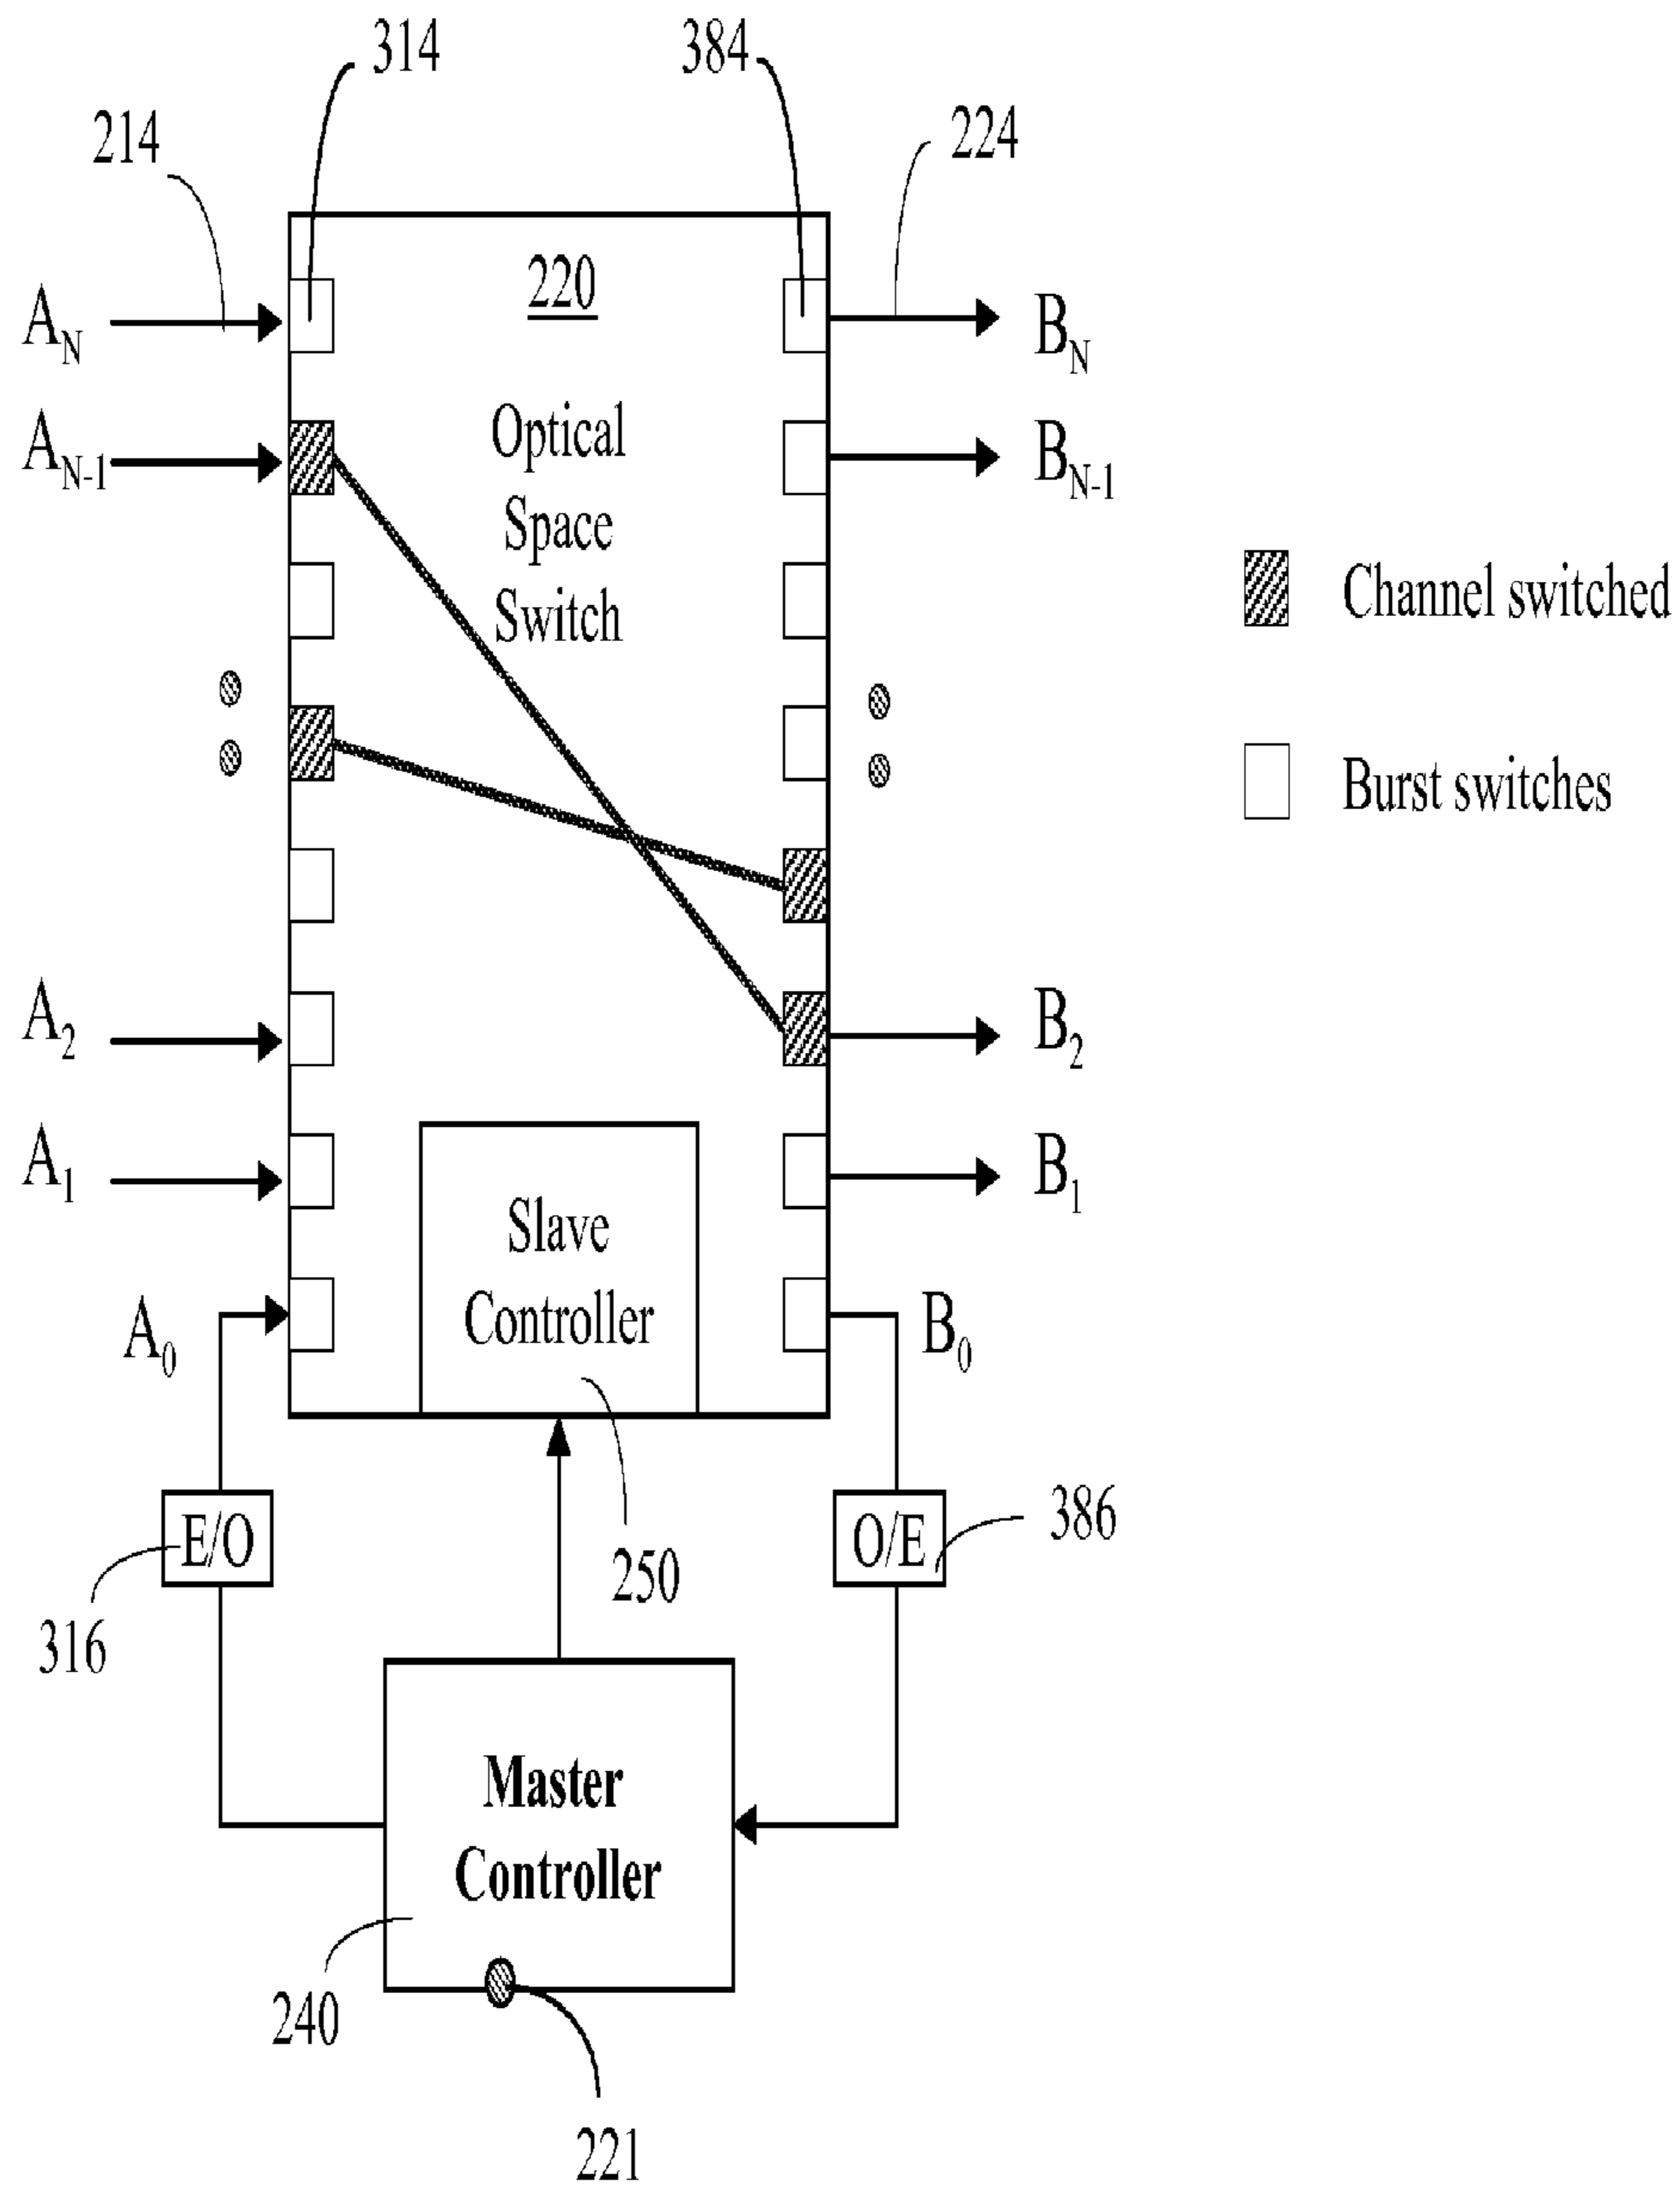 314
384
214
224
220
A_N
B_N
A_N-1
B_N-1
Optical
Space
Switch
Channel switched
Burst switches
A_2
B_2
A_1
B_1
Slave
Controller
A_0
B_0
E/O
O/E
386
250
316
Master
Controller
240
221